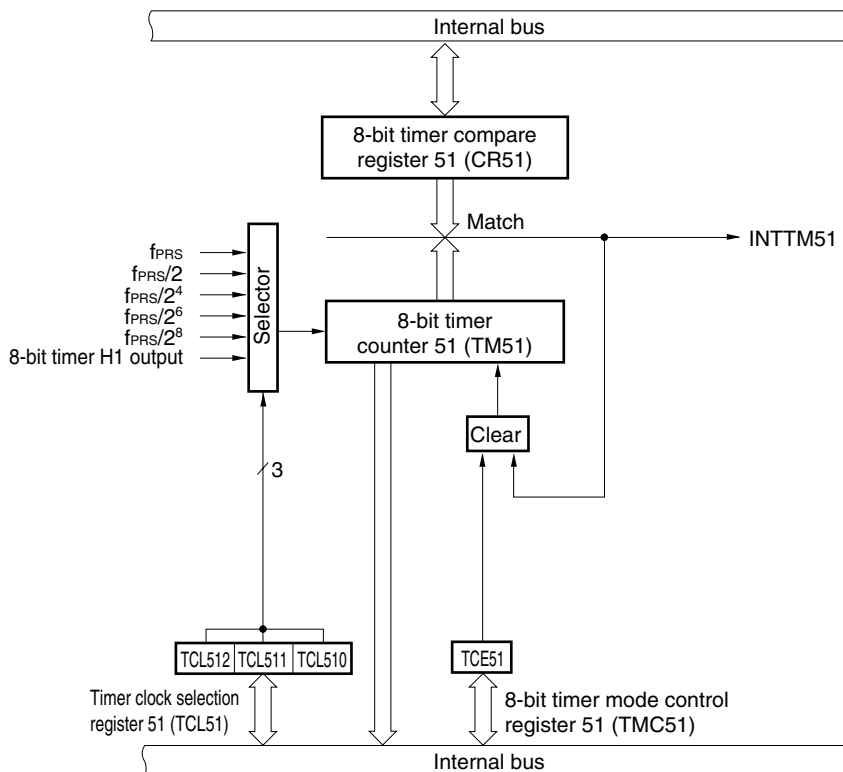 Internal bus
8-bit timer compare
register 51 (CR51)
Match
INTTM51
fPRS
fPRS/2
fPRS/2⁴
fPRS/2⁶
fPRS/2⁸
8-bit timer H1 output
Selector
8-bit timer
counter 51 (TM51)
Clear
3
TCL512 TCL511 TCL510
TCE51
Timer clock selection
register 51 (TCL51)
8-bit timer mode control
register 51 (TMC51)
Internal bus